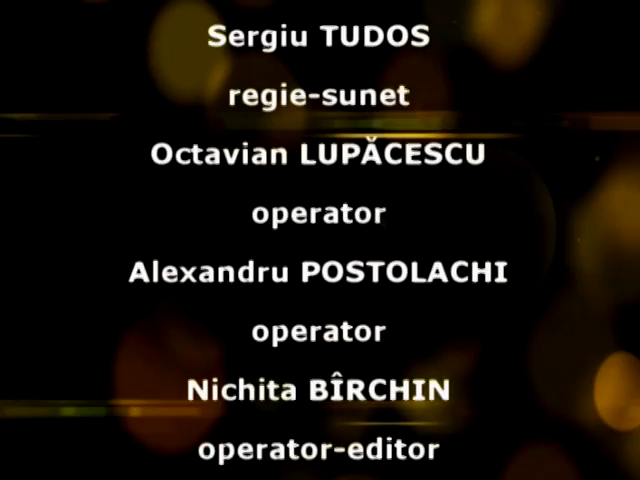 Sergiu TUDOS
regie-sunet
Octavian LUPĂCESCU
operator
Alexandru POSTOLACHI
operator
Nichita BÎRCHIN
operator-editor